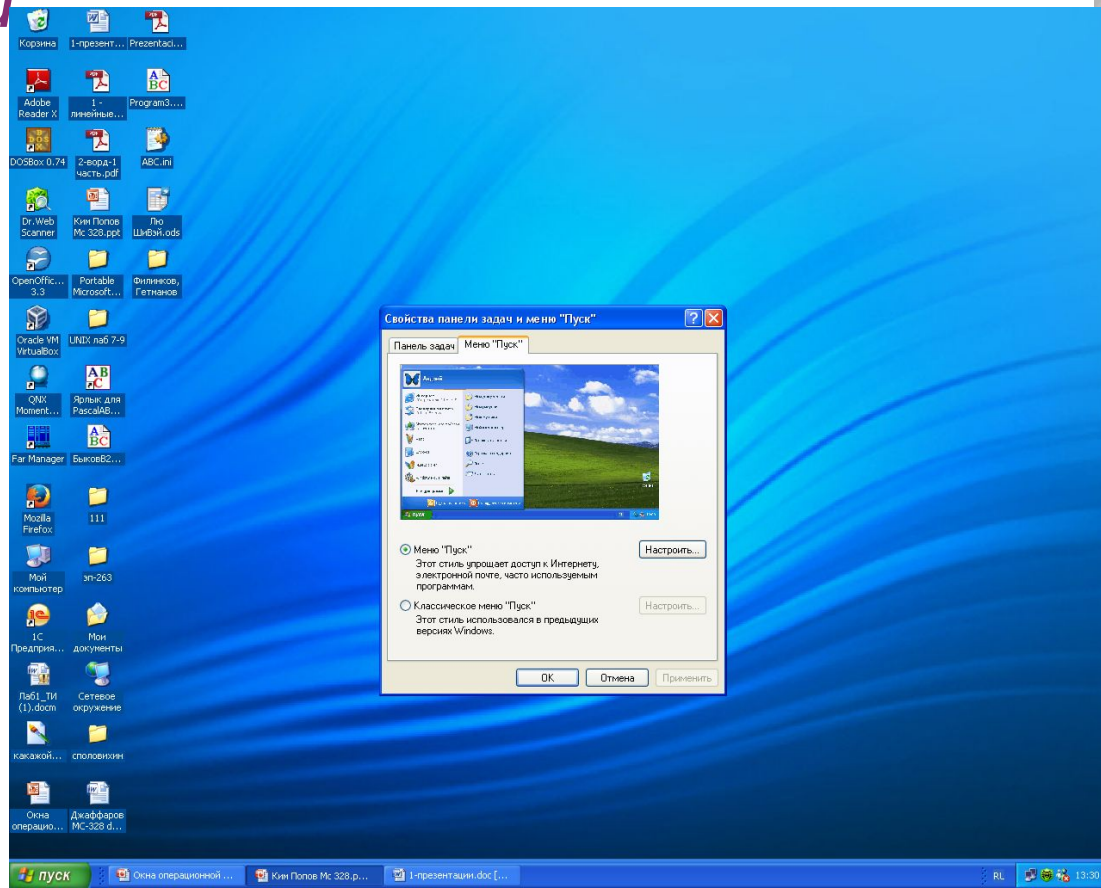 Корзина
1-презент...
Prezentaci...
Adobe
Reader X
1 -
линейные...
Program3....
DOSBox 0.74
2-ворд-1
часть.pdf
ABC.ini
Dr.Web
Scanner
Ким Попов
Мс 328.ppt
Лю
ШиВэй.ods
OpenOffic...
3.3
Portable
Microsoft...
Филинков,
Гетманов
Oracle VM
VirtualBox
UNIX лаб 7-9
QNX
Moment...
Ярлык для
PascalAB...
Far Manager
БыковВ2...
Mozilla
Firefox
111
Мой
компьютер
эп-263
1С
Предприя...
Мои
документы
Лаб1_ТИ
(1).docm
Сетевое
окружение
какажой...
споловихин
Окна
операцио...
Джаффаров
МС-328 d...
Свойства панели задач и меню "Пуск"
Панель задач
Меню "Пуск"
Меню "Пуск"
Настроить...
Этот стиль упрощает доступ к Интернету,
электронной почте, часто используемым
программам.
Классическое меню "Пуск"
Настроить...
Этот стиль использовался в предыдущих
версиях Windows.
ОК
Отмена
Применить
пуск
Окна операционной ...
Ким Попов Мс 328.p...
1-презентации.doc [...
RL
13:30